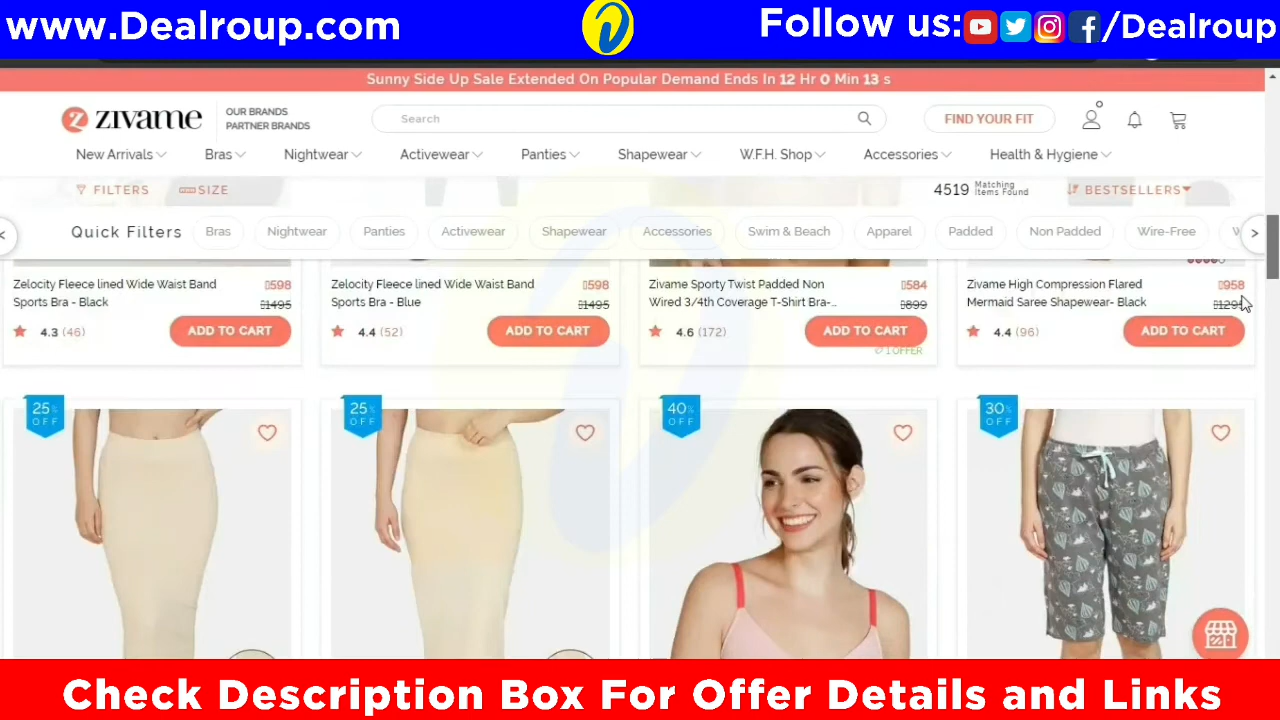 www.Dealroup.com
Follow us: /Dealroup
Sunny Side Up Sale Extended On Popular Demand Ends In 12 Hr 0 Min 13 s
zivame
OUR BRANDS
PARTNER BRANDS
Search
FIND YOUR FIT
New Arrivals Bras Nightwear Activewear Panties Shapewear W.F.H. Shop Accessories Health & Hygiene
FILTERS SIZE
4519 Matching Items Found
BESTSELLERS
Quick Filters Bras Nightwear Panties Activewear Shapewear Accessories Swim & Beach Apparel Padded Non Padded Wire-Free
Zelocity Fleece lined Wide Waist Band 598
Sports Bra - Black 1495
4.3 (46) ADD TO CART
Zelocity Fleece lined Wide Waist Band 598
Sports Bra - Blue 1495
4.4 (52) ADD TO CART
Zivame Sporty Twist Padded Non 584
Wired 3/4th Coverage T-Shirt Bra-... 899
4.6 (172) ADD TO CART
1 OFFER
Zivame High Compression Flared 958
Mermaid Saree Shapewear- Black
4.4 (96) ADD TO CART
25% OFF
25% OFF
40% OFF
30% OFF
Check Description Box For Offer Details and Links